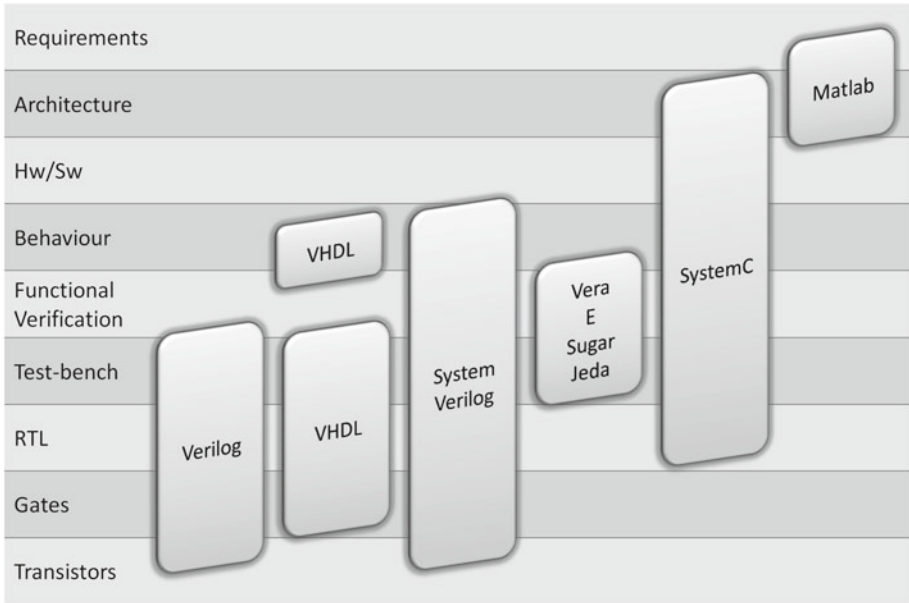 Requirements
Architecture
Hw/Sw
Behaviour
Functional
Verification
Test-bench
RTL
Gates
Transistors
Verilog
VHDL
VHDL
System
Verilog
Vera
E
Sugar
Jeda
SystemC
Matlab